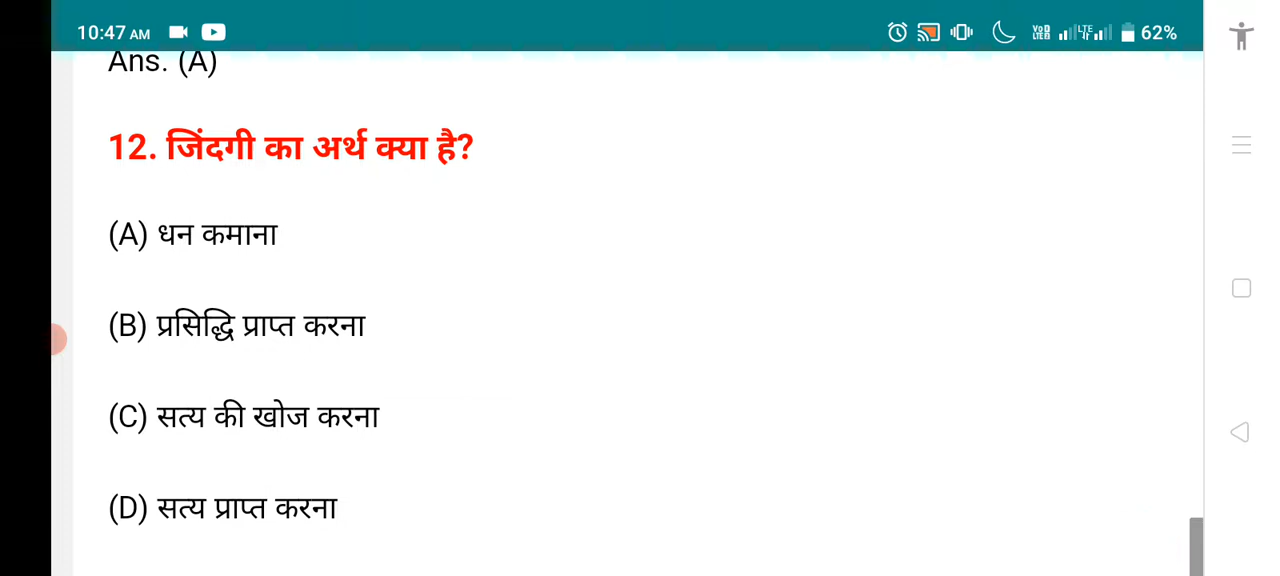 10:47 AM 62%
Ans. (A)
12. जिंदगी का अर्थ क्या है?
(A) धन कमाना
(B) प्रसिद्धि प्राप्त करना
(C) सत्य की खोज करना
(D) सत्य प्राप्त करना